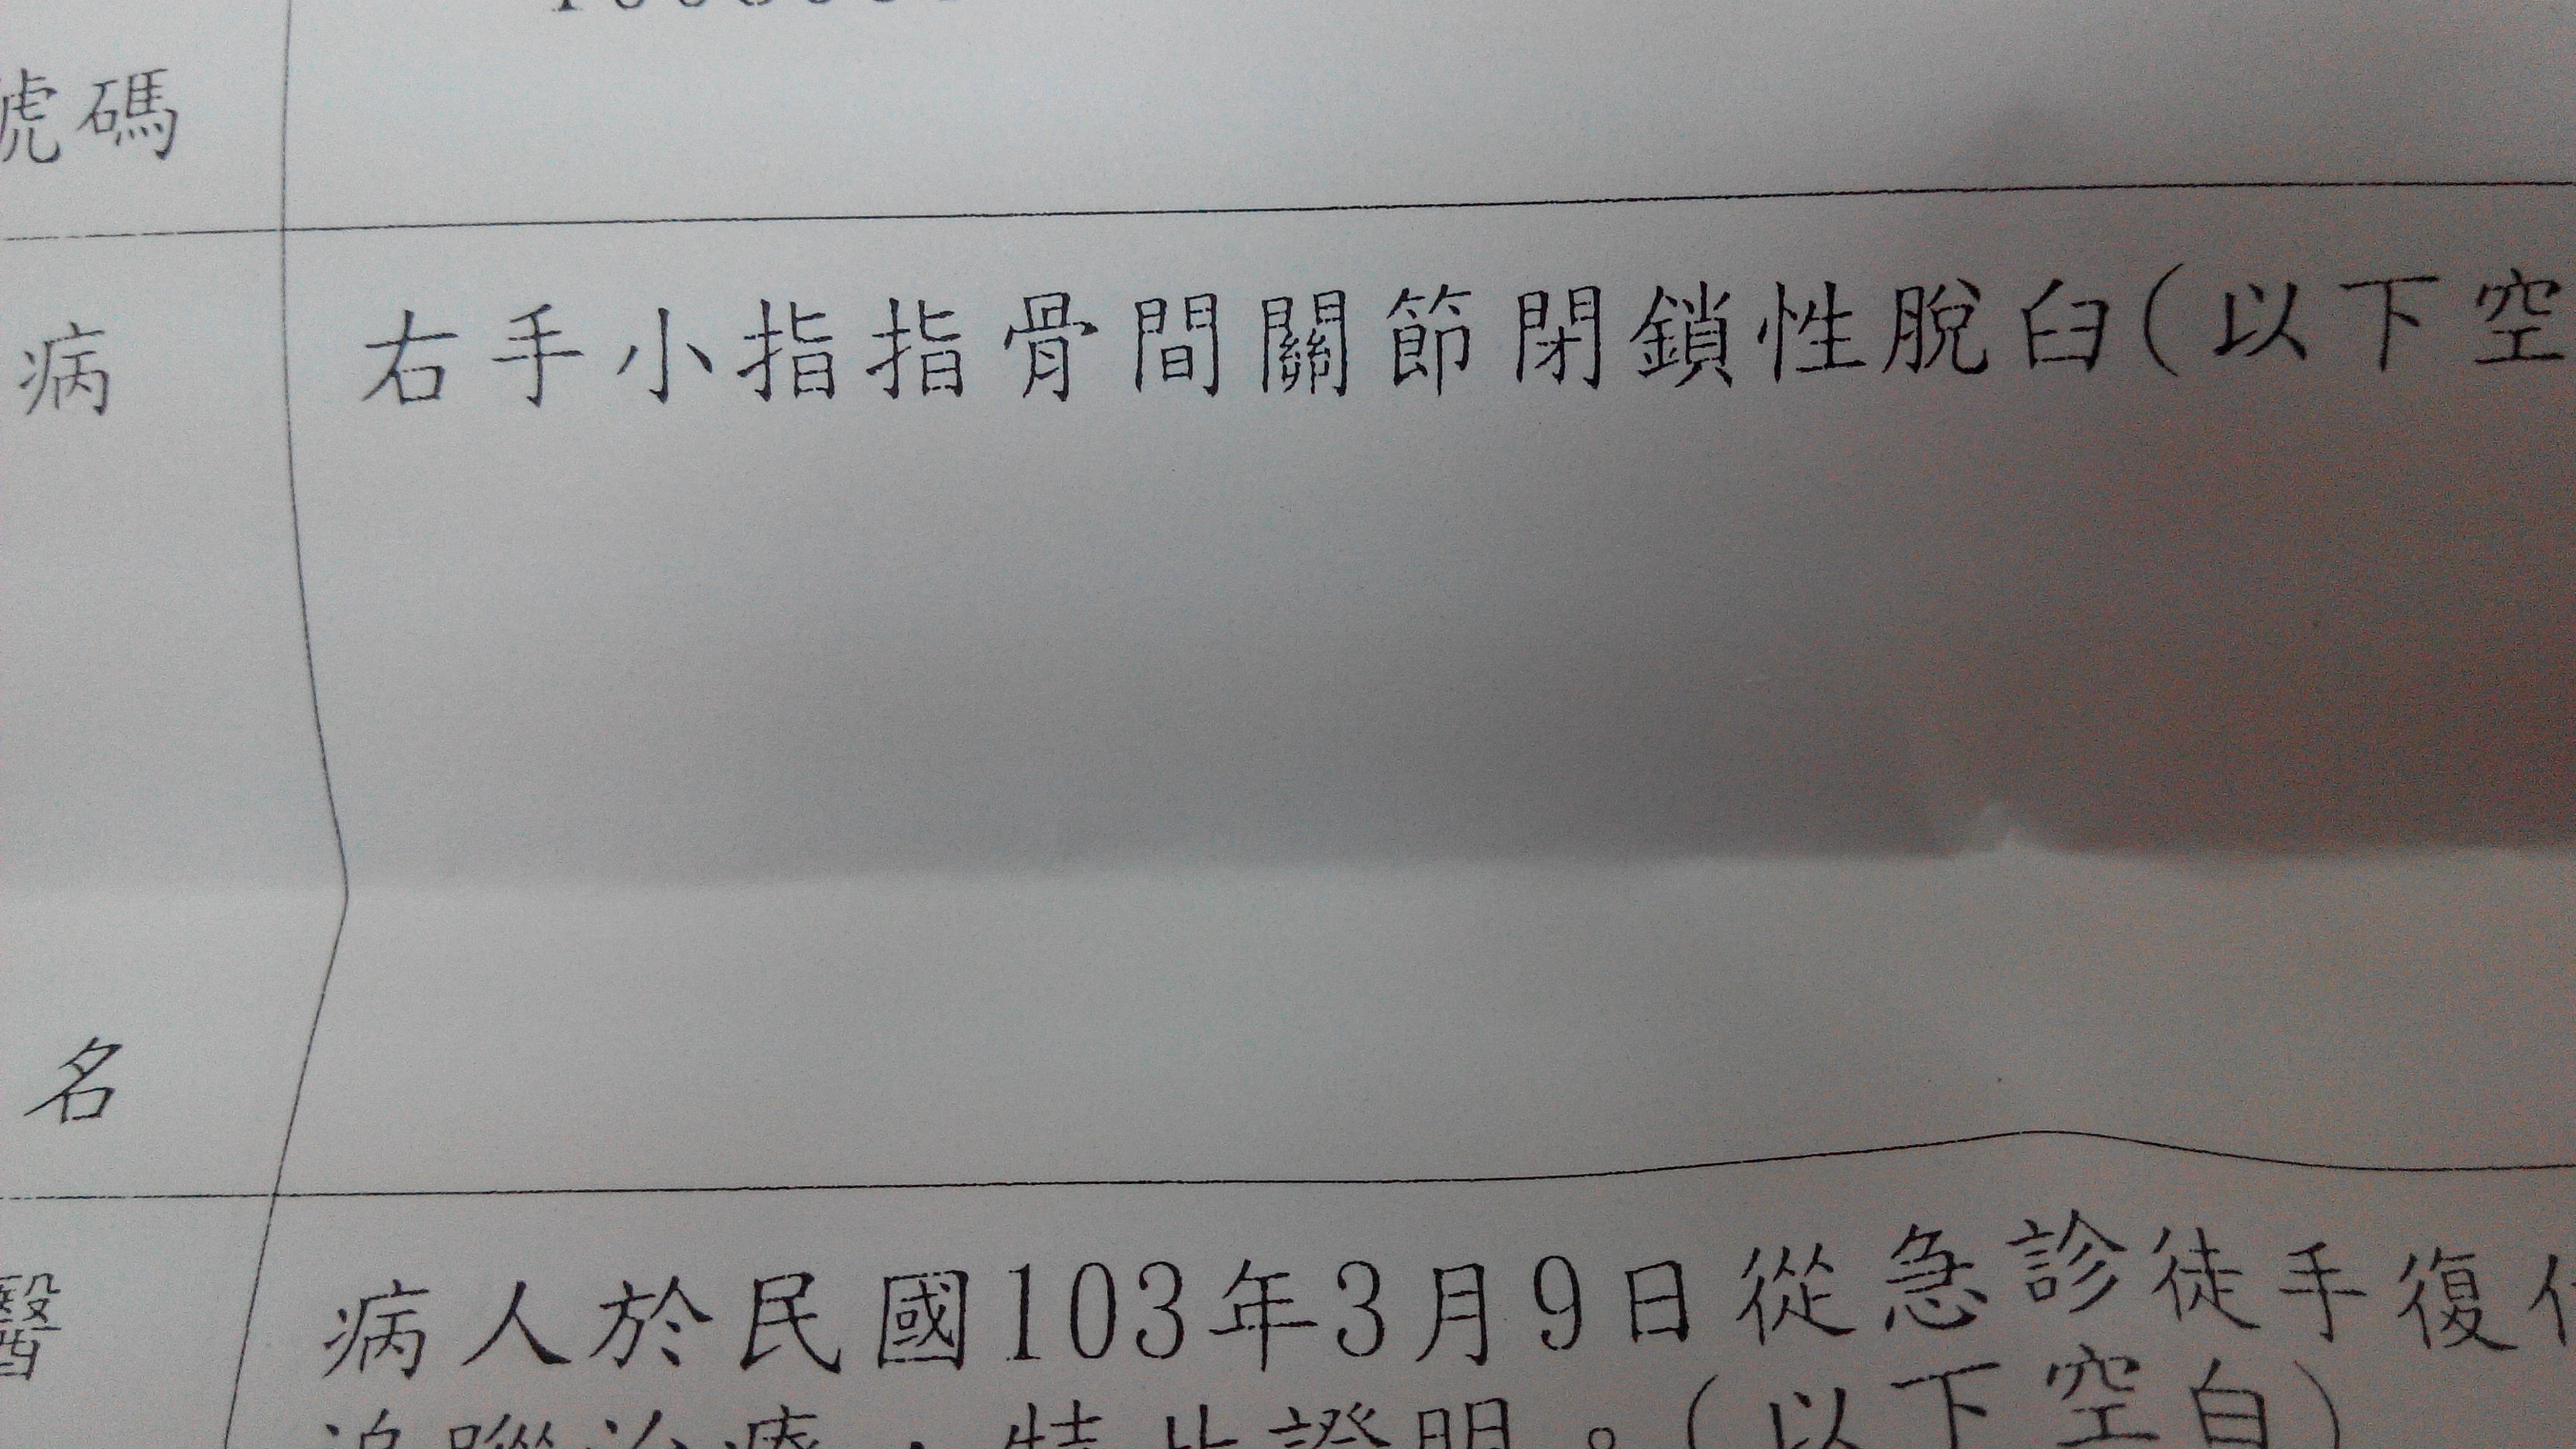 號碼
病 右手小指指骨間關節閉鎖性脫臼(以下空
名
醫 病人於民國103年3月9日從急診徒手復
追蹤治療,特此證明。(以下空白)